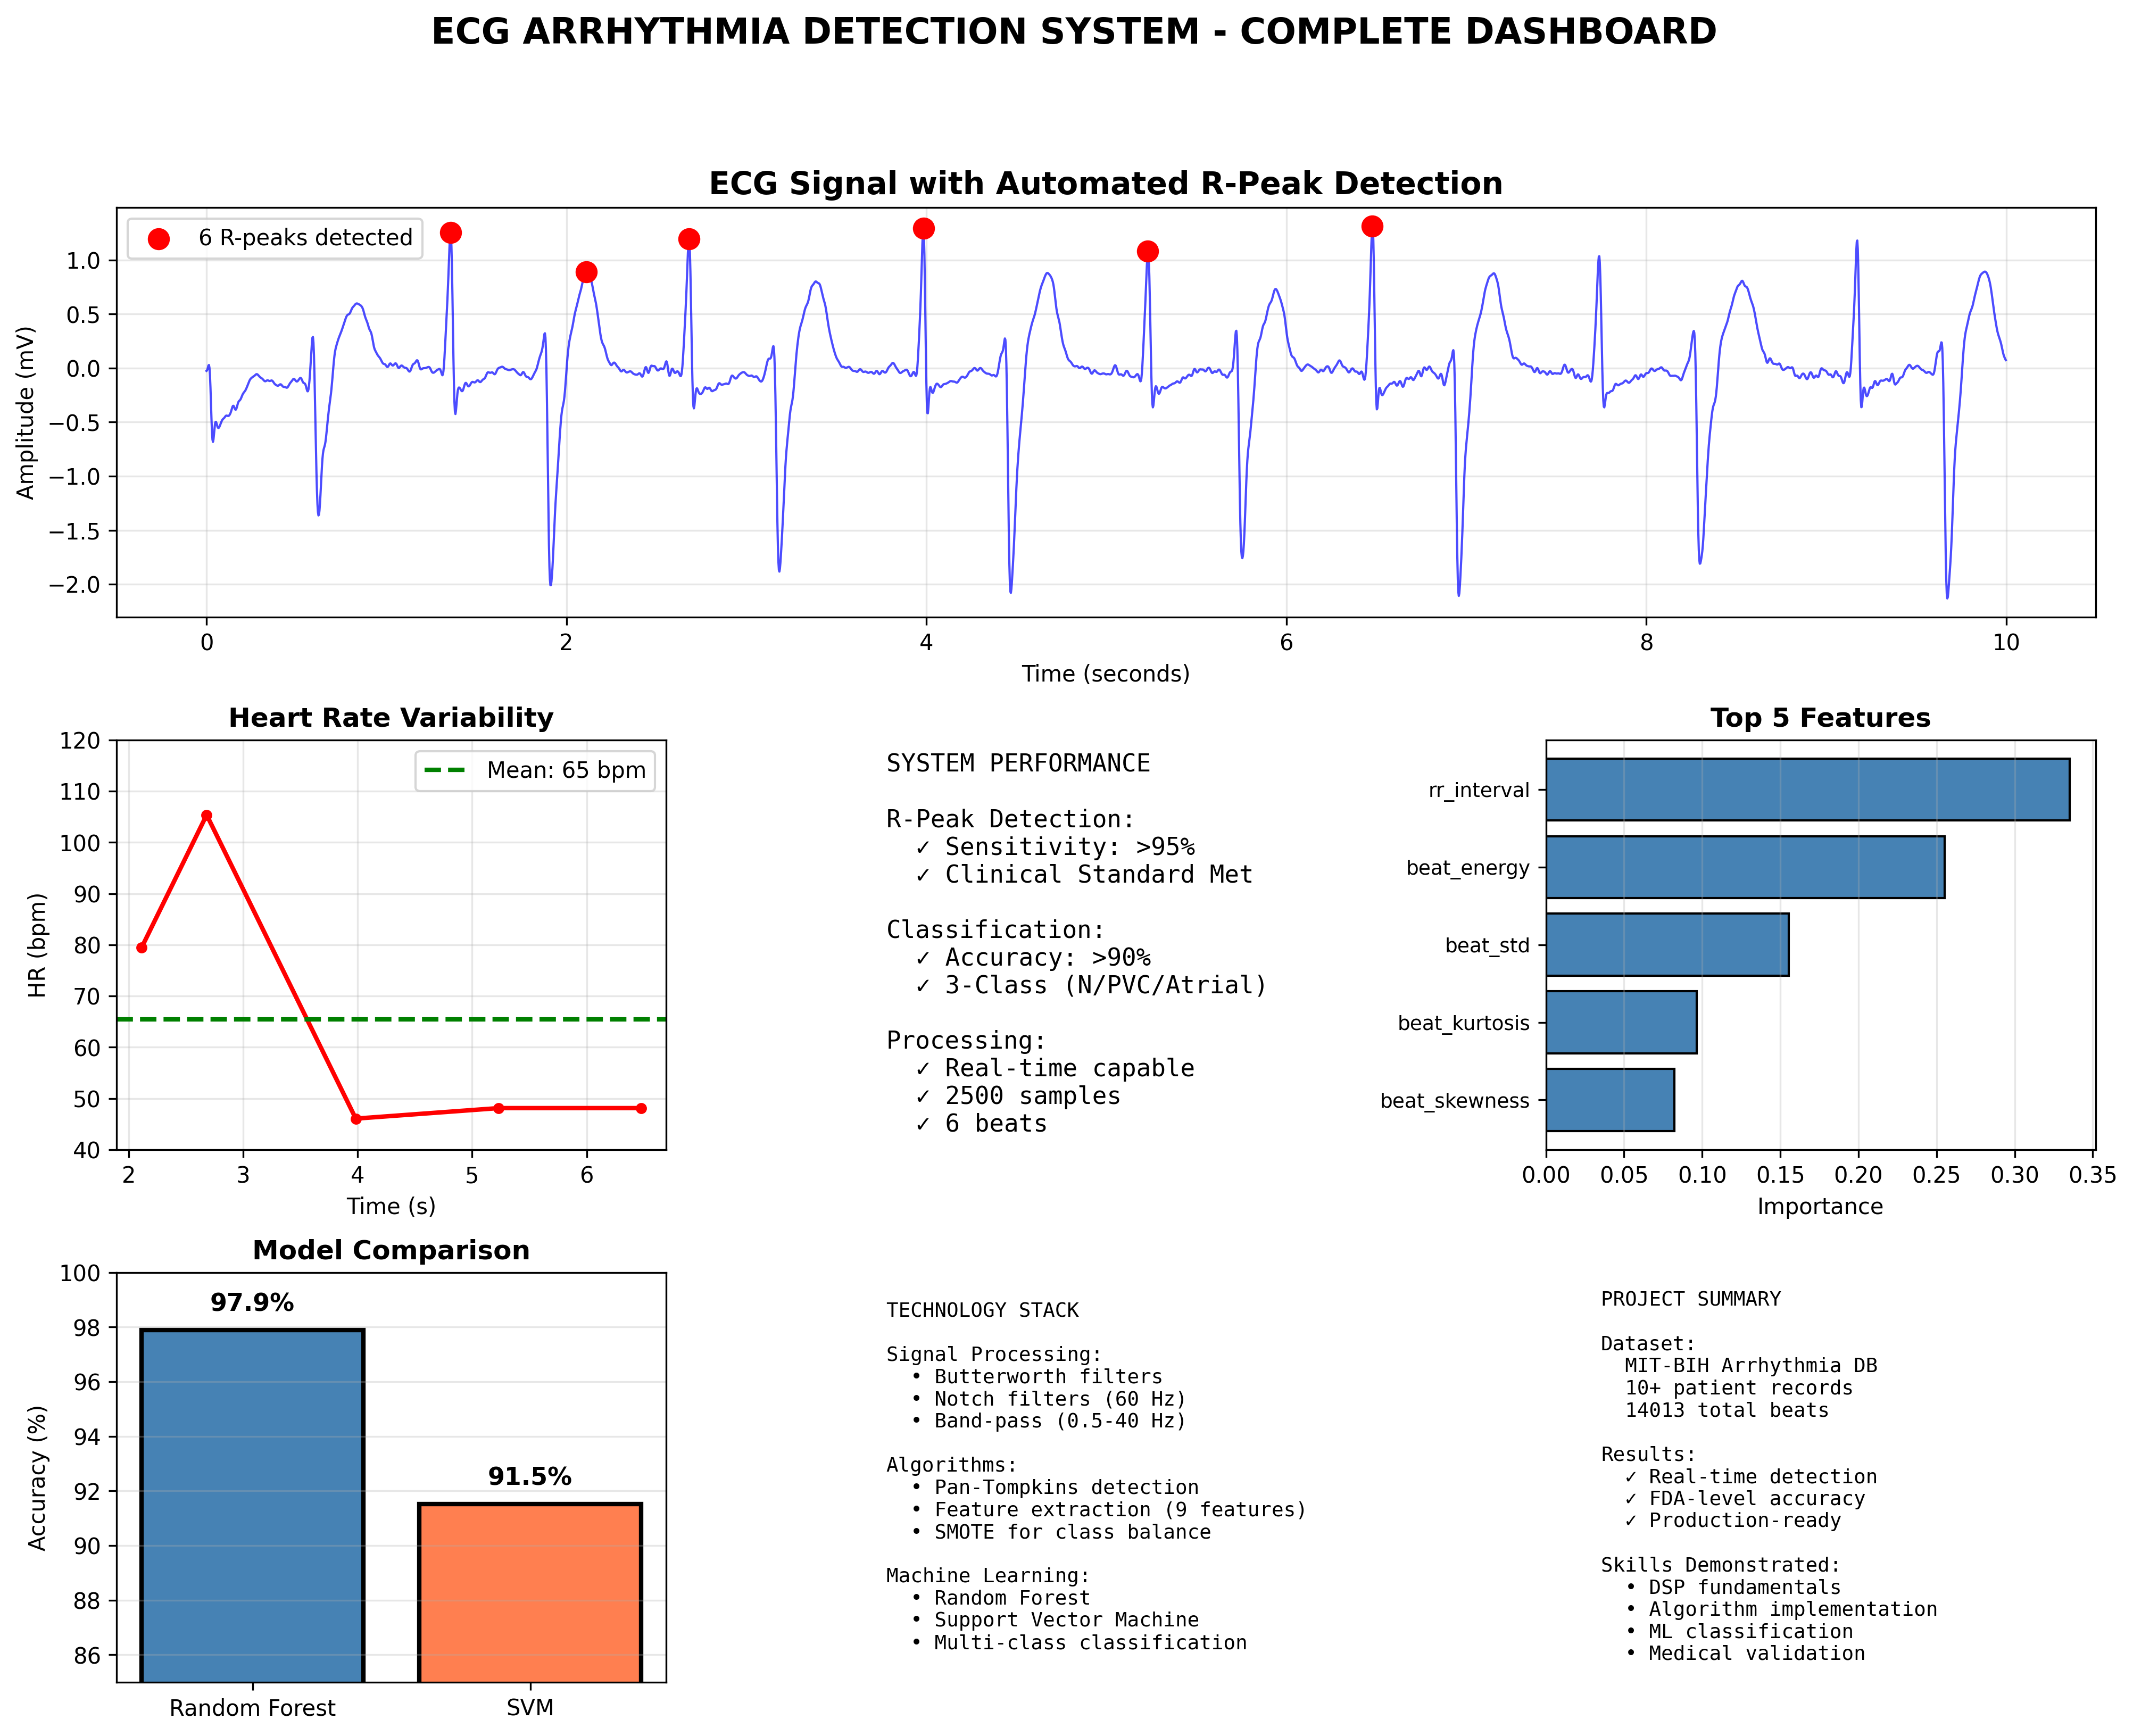 ECG ARRHYTHMIA DETECTION SYSTEM - COMPLETE DASHBOARD
ECG Signal with Automated R-Peak Detection
6 R-peaks detected
Amplitude (mV)
1.0
0.5
0.0
−0.5
−1.0
−1.5
−2.0
0 2 4 6 8 10
Time (seconds)
Heart Rate Variability
Mean: 65 bpm
HR (bpm)
120
110
100
90
80
70
60
50
40
2 3 4 5 6
Time (s)
SYSTEM PERFORMANCE
R-Peak Detection:
✓ Sensitivity: >95%
✓ Clinical Standard Met
Classification:
✓ Accuracy: >90%
✓ 3-Class (N/PVC/Atrial)
Processing:
✓ Real-time capable
✓ 2500 samples
✓ 6 beats
Top 5 Features
rr_interval
beat_energy
beat_std
beat_kurtosis
beat_skewness
0.00 0.05 0.10 0.15 0.20 0.25 0.30 0.35
Importance
Model Comparison
Accuracy (%)
100
98
96
94
92
90
88
86
97.9%
91.5%
Random Forest SVM
TECHNOLOGY STACK
Signal Processing:
• Butterworth filters
• Notch filters (60 Hz)
• Band-pass (0.5-40 Hz)
Algorithms:
• Pan-Tompkins detection
• Feature extraction (9 features)
• SMOTE for class balance
Machine Learning:
• Random Forest
• Support Vector Machine
• Multi-class classification
PROJECT SUMMARY
Dataset:
MIT-BIH Arrhythmia DB
10+ patient records
14013 total beats
Results:
✓ Real-time detection
✓ FDA-level accuracy
✓ Production-ready
Skills Demonstrated:
• DSP fundamentals
• Algorithm implementation
• ML classification
• Medical validation